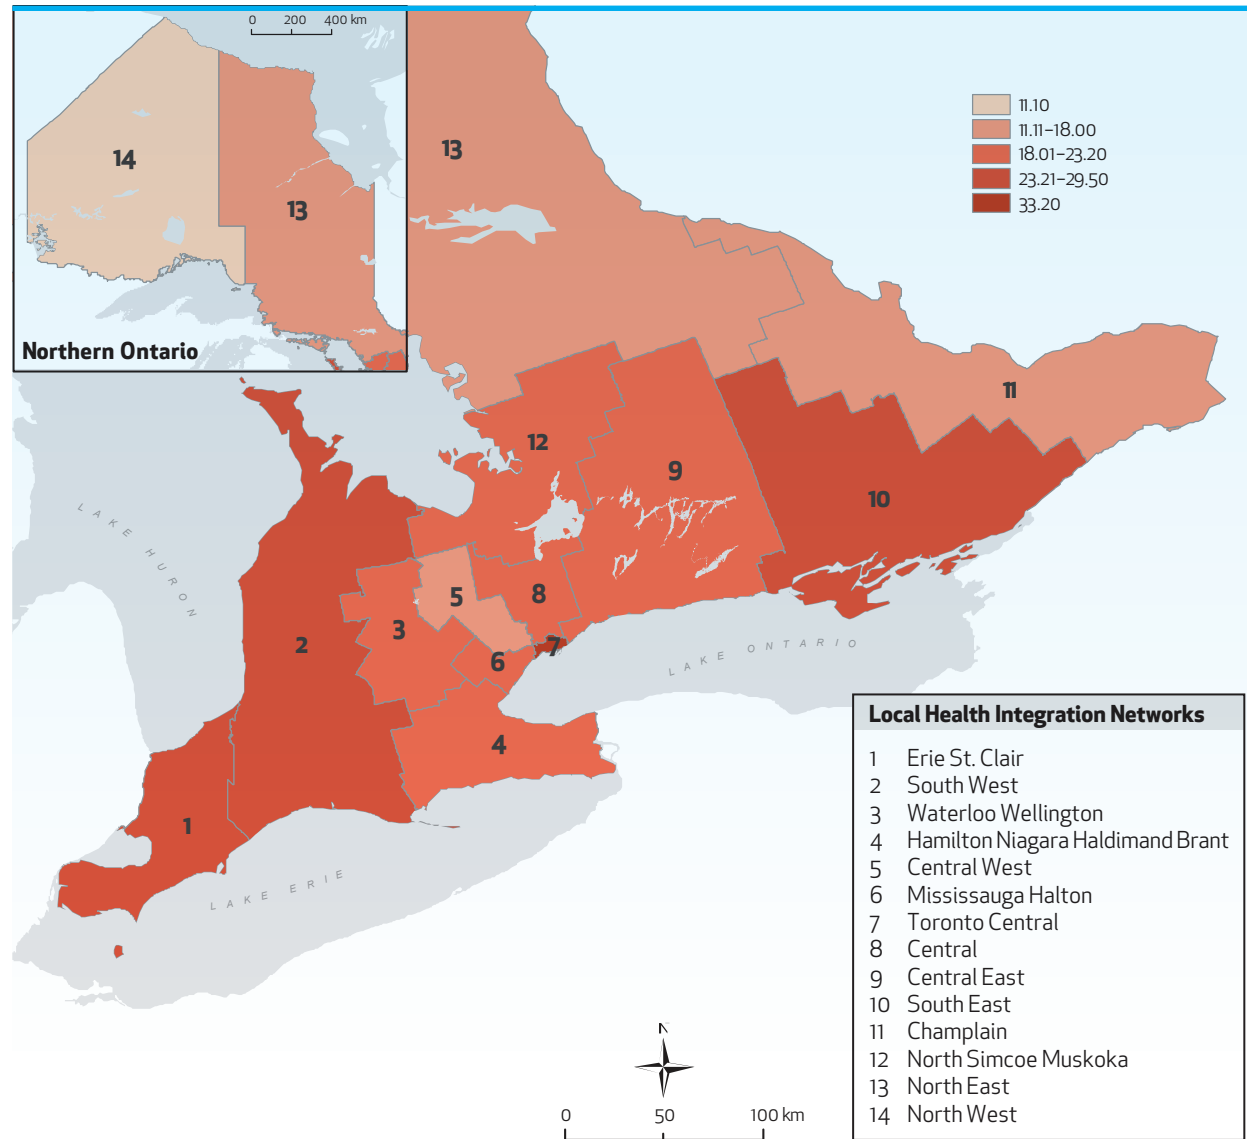 0 200 400 km
14
13
Northern Ontario
13
11.10
11.11–18.00
18.01–23.20
23.21–29.50
33.20
11
12
9
10
LAKE HURON
5
8
3
2
7
6
LAKE ONTARIO
4
1
LAKE ERIE
Local Health Integration Networks
1 Erie St. Clair
2 South West
3 Waterloo Wellington
4 Hamilton Niagara Haldimand Brant
5 Central West
6 Mississauga Halton
7 Toronto Central
8 Central
9 Central East
10 South East
11 Champlain
12 North Simcoe Muskoka
13 North East
14 North West
N
0 50 100 km